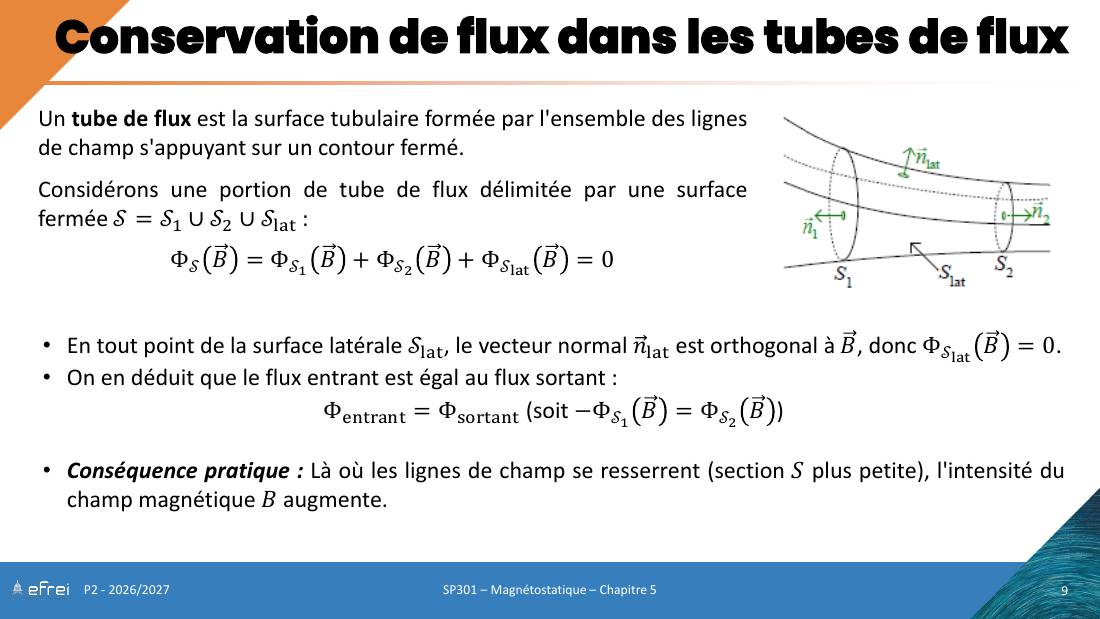 Conservation de flux dans les tubes de flux
Un tube de flux est la surface tubulaire formée par l'ensemble des lignes
de champ s'appuyant sur un contour fermé.
Considérons une portion de tube de flux délimitée par une surface
fermée 𝒮 = 𝒮₁ ∪ 𝒮₂ ∪ 𝒮lat :
Φ𝒮(B⃗) = Φ𝒮₁(B⃗) + Φ𝒮₂(B⃗) + Φ𝒮lat(B⃗) = 0
n⃗lat
n⃗₁
n⃗₂
S₁
Slat
S₂
• En tout point de la surface latérale 𝒮lat, le vecteur normal n⃗lat est orthogonal à B⃗, donc Φ𝒮lat(B⃗) = 0.
• On en déduit que le flux entrant est égal au flux sortant :
Φentrant = Φsortant (soit −Φ𝒮₁(B⃗) = Φ𝒮₂(B⃗))
• Conséquence pratique : Là où les lignes de champ se resserrent (section S plus petite), l'intensité du
champ magnétique B augmente.
efrei P2 - 2026/2027
SP301 – Magnétostatique – Chapitre 5
9